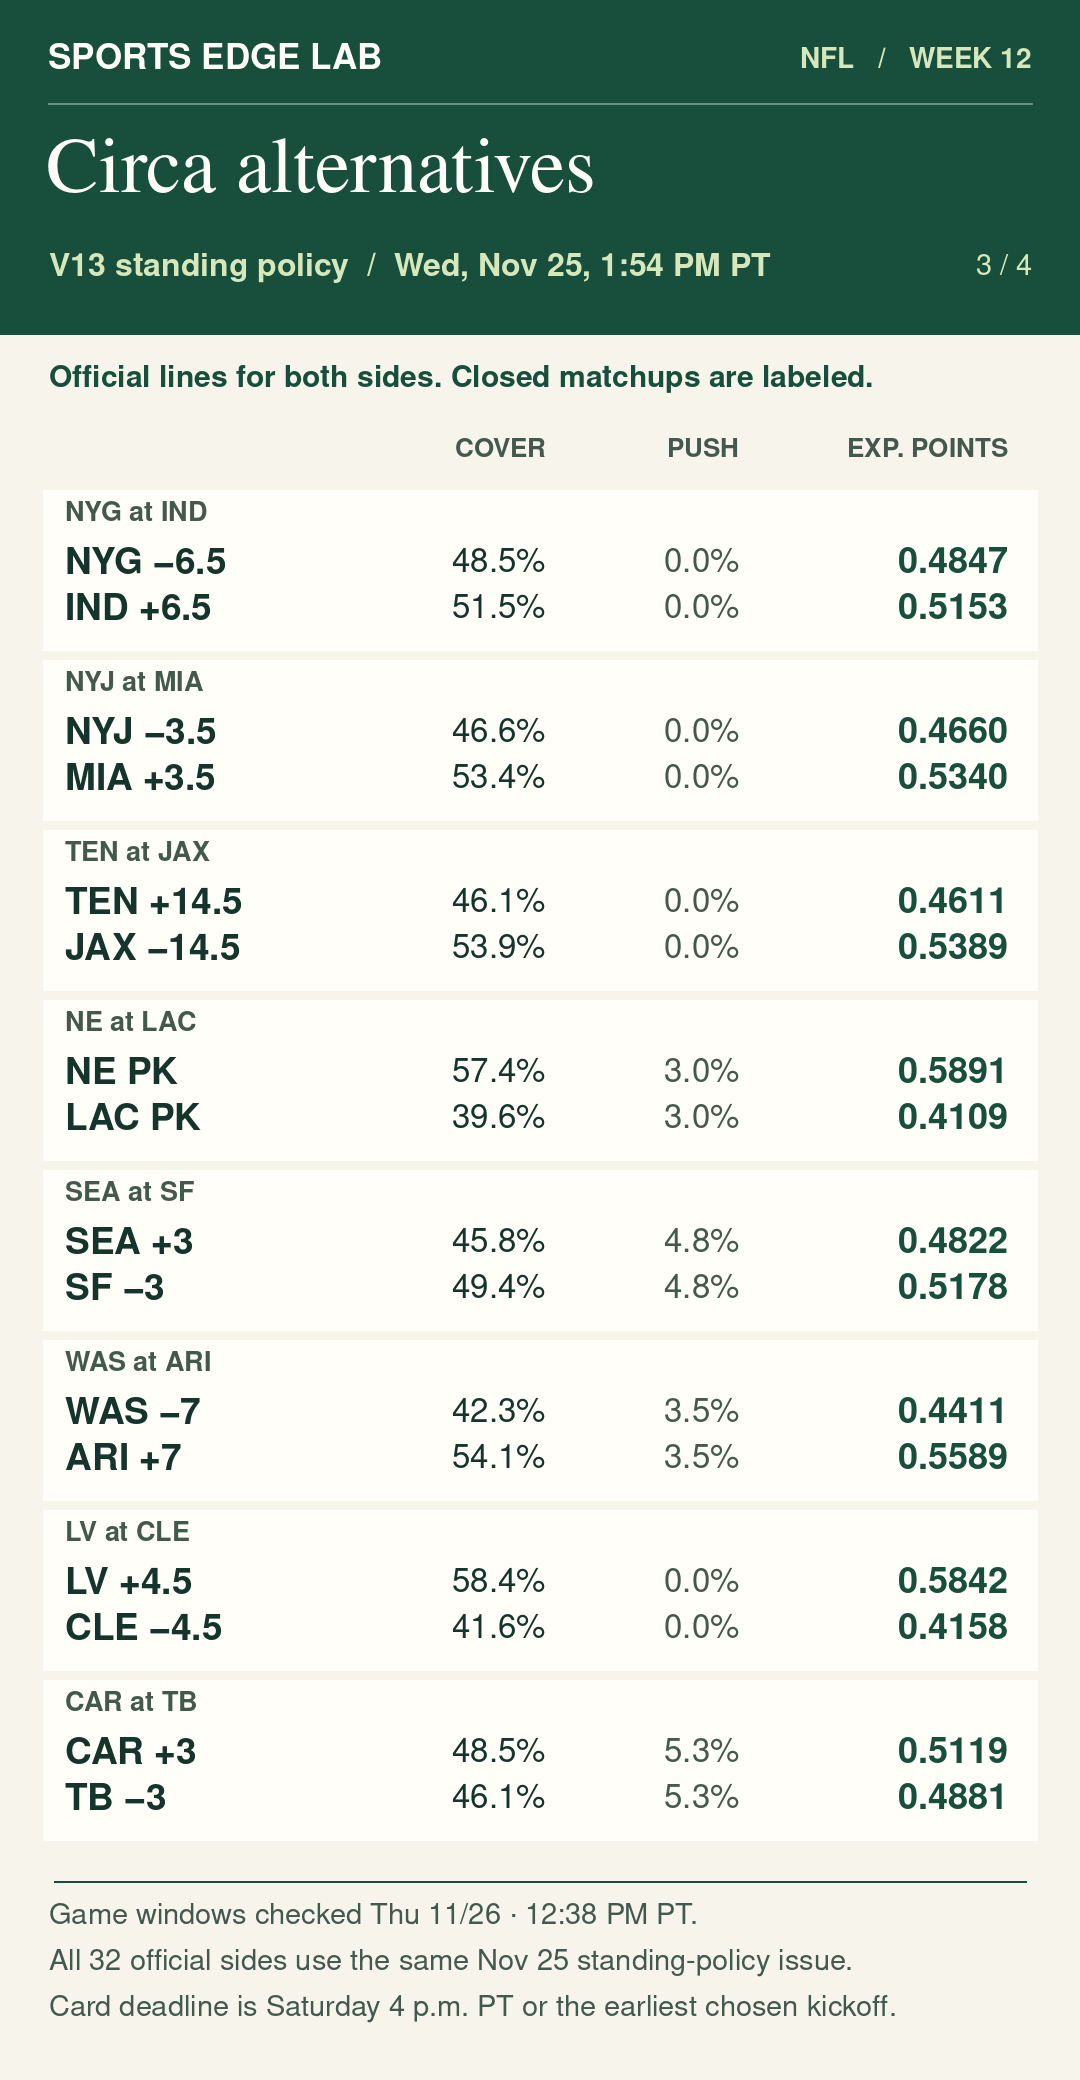 SPORTS EDGE LAB NFL / WEEK 12
Circa alternatives
V13 standing policy / Wed, Nov 25, 1:54 PM PT 3 / 4
Official lines for both sides. Closed matchups are labeled.
COVER PUSH EXP. POINTS
NYG at IND
NYG −6.5 48.5% 0.0% 0.4847
IND +6.5 51.5% 0.0% 0.5153
NYJ at MIA
NYJ −3.5 46.6% 0.0% 0.4660
MIA +3.5 53.4% 0.0% 0.5340
TEN at JAX
TEN +14.5 46.1% 0.0% 0.4611
JAX −14.5 53.9% 0.0% 0.5389
NE at LAC
NE PK 57.4% 3.0% 0.5891
LAC PK 39.6% 3.0% 0.4109
SEA at SF
SEA +3 45.8% 4.8% 0.4822
SF −3 49.4% 4.8% 0.5178
WAS at ARI
WAS −7 42.3% 3.5% 0.4411
ARI +7 54.1% 3.5% 0.5589
LV at CLE
LV +4.5 58.4% 0.0% 0.5842
CLE −4.5 41.6% 0.0% 0.4158
CAR at TB
CAR +3 48.5% 5.3% 0.5119
TB −3 46.1% 5.3% 0.4881
Game windows checked Thu 11/26 · 12:38 PM PT.
All 32 official sides use the same Nov 25 standing-policy issue.
Card deadline is Saturday 4 p.m. PT or the earliest chosen kickoff.